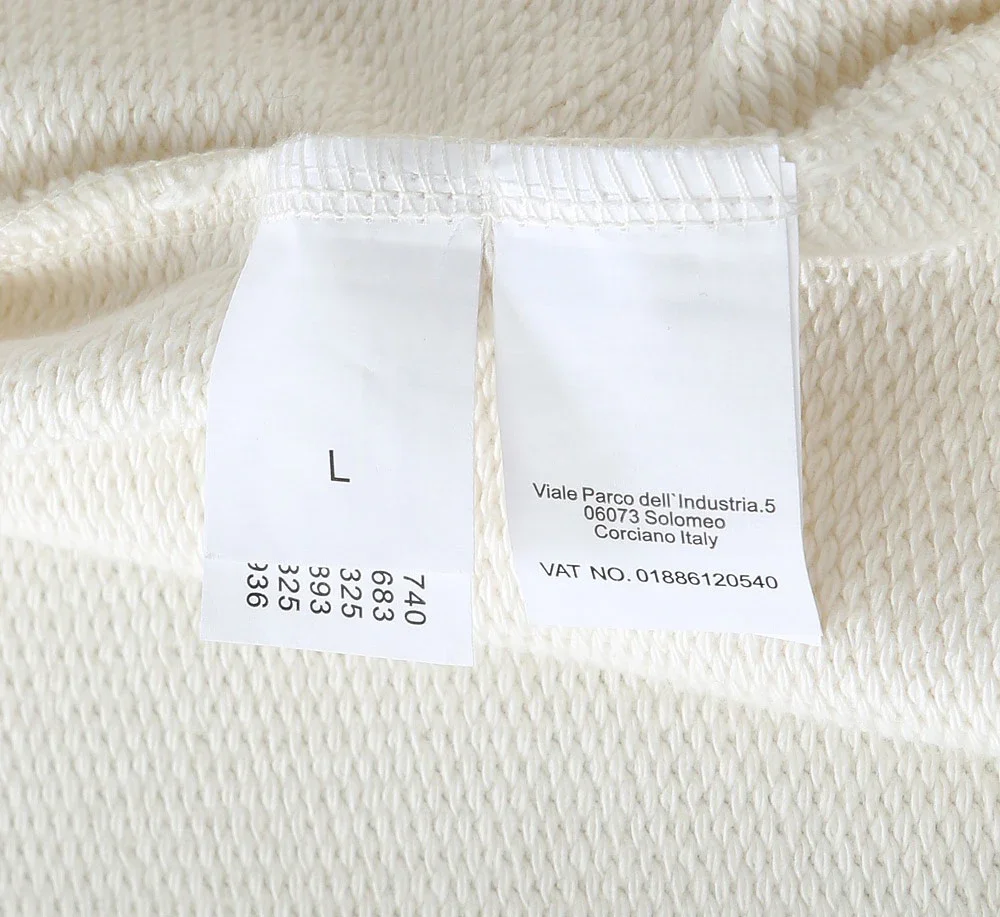 L
740
683
325
893
325
936
Viale Parco dell`Industria.5
06073 Solomeo
Corciano Italy
VAT NO. 01886120540